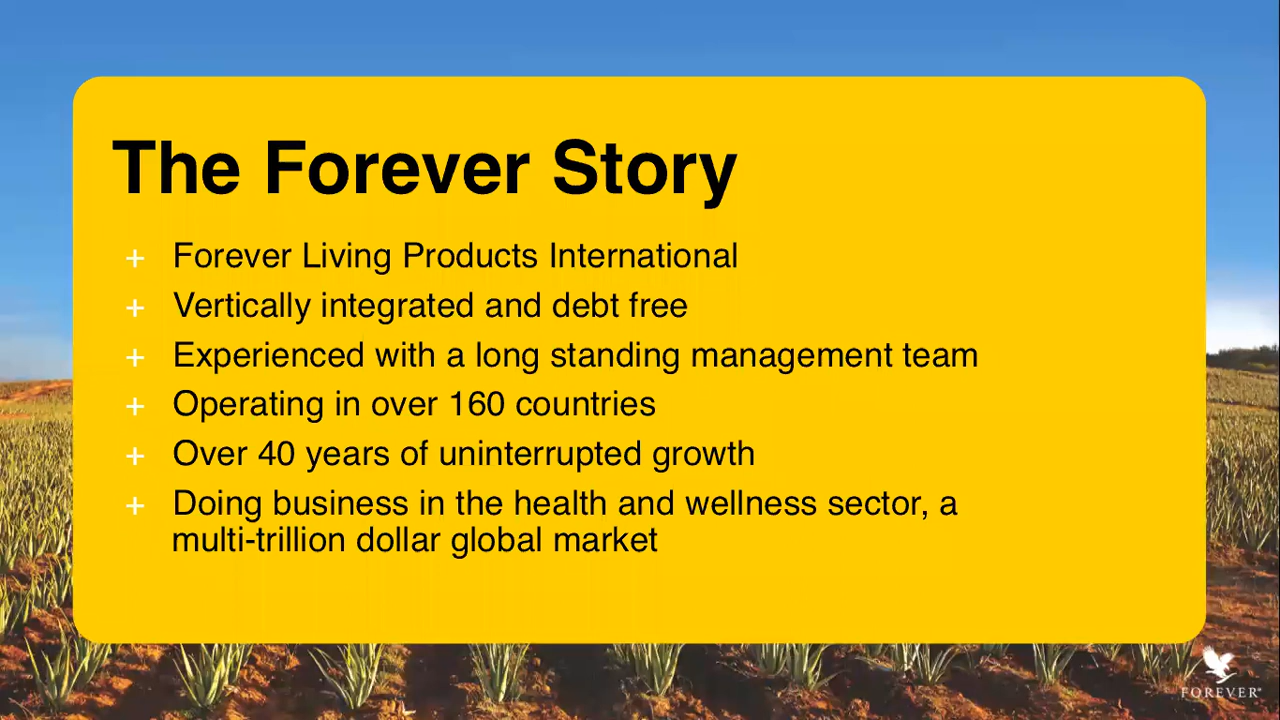 The Forever Story
+ Forever Living Products International
+ Vertically integrated and debt free
+ Experienced with a long standing management team
+ Operating in over 160 countries
+ Over 40 years of uninterrupted growth
+ Doing business in the health and wellness sector, a
multi-trillion dollar global market
FOREVER®